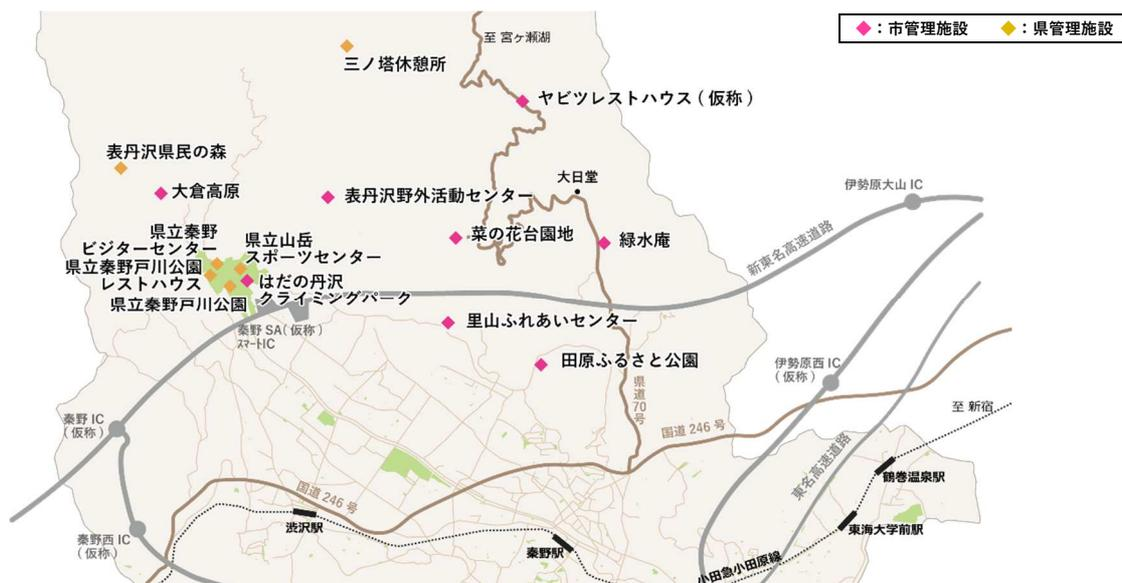 ◆：市管理施設　◆：県管理施設
至 宮ヶ瀬湖
三ノ塔休憩所
ヤビツレストハウス ( 仮称 )
表丹沢県民の森
大倉高原
表丹沢野外活動センター
大日堂
伊勢原大山 IC
菜の花台園地
緑水庵
新東名高速道路
県立秦野
ビジターセンター
県立秦野戸川公園
レストハウス
県立秦野戸川公園
県立山岳
スポーツセンター
はだの丹沢
クライミングパーク
秦野 SA( 仮称 )
ｽﾏｰﾄIC
里山ふれあいセンター
田原ふるさと公園
県道70号
伊勢原西 IC
( 仮称 )
秦野 IC
( 仮称 )
国道 246 号
至 新宿
東名高速道路
鶴巻温泉駅
国道 246 号
渋沢駅
東海大学前駅
秦野西 IC
( 仮称 )
秦野駅
小田急小田原線